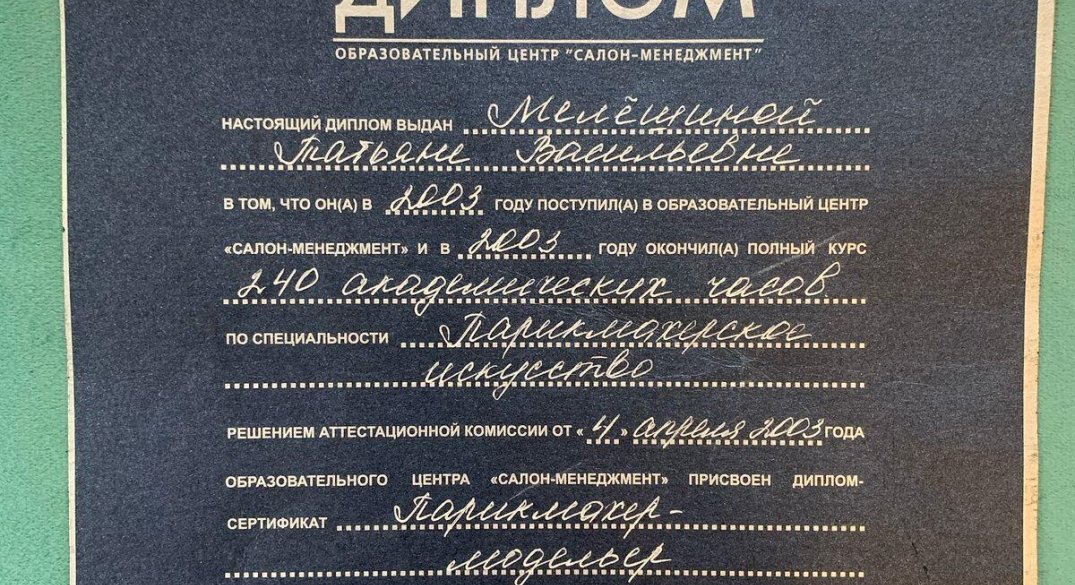 ДИПЛОМ
ОБРАЗОВАТЕЛЬНЫЙ ЦЕНТР "САЛОН-МЕНЕДЖМЕНТ"
НАСТОЯЩИЙ ДИПЛОМ ВЫДАН Мелёшиной
Татьяне Васильевне
В ТОМ, ЧТО ОН(А) В 2003 ГОДУ ПОСТУПИЛ(А) В ОБРАЗОВАТЕЛЬНЫЙ ЦЕНТР
«САЛОН-МЕНЕДЖМЕНТ» И В 2003 ГОДУ ОКОНЧИЛ(А) ПОЛНЫЙ КУРС
240 академических часов
ПО СПЕЦИАЛЬНОСТИ Парикмахерское
искусство
РЕШЕНИЕМ АТТЕСТАЦИОННОЙ КОМИССИИ ОТ «4» апреля 2003 ГОДА
ОБРАЗОВАТЕЛЬНОГО ЦЕНТРА «САЛОН-МЕНЕДЖМЕНТ» ПРИСВОЕН ДИПЛОМ-
СЕРТИФИКАТ Парикмахер-
модельер